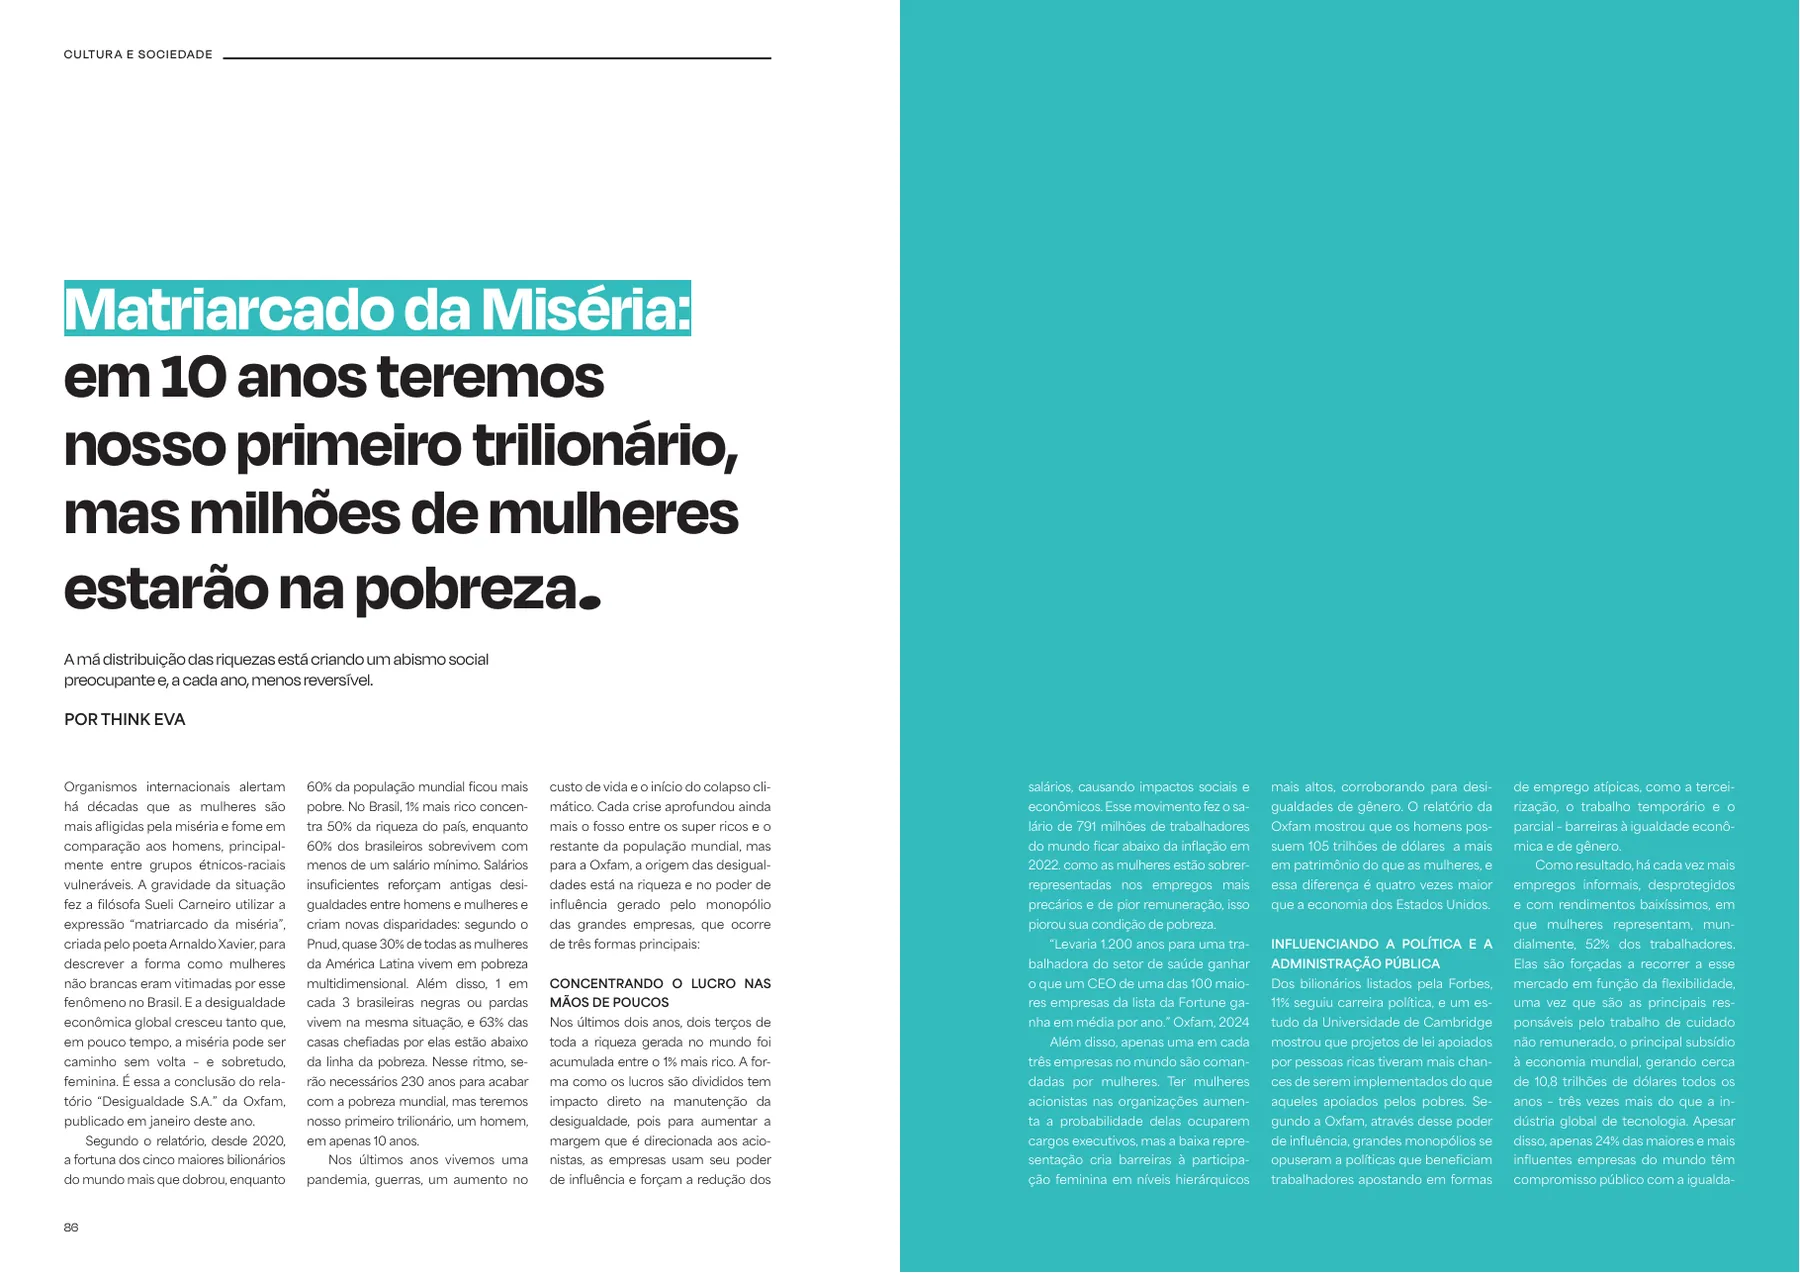 CULTURA E SOCIEDADE
Matriarcado da Miséria:
em 10 anos teremos
nosso primeiro trilionário,
mas milhões de mulheres
estarão na pobreza.
A má distribuição das riquezas está criando um abismo social
preocupante e, a cada ano, menos reversível.
POR THINK EVA
Organismos internacionais alertam
há décadas que as mulheres são
mais afligidas pela miséria e fome em
comparação aos homens, principal-
mente entre grupos étnicos-raciais
vulneráveis. A gravidade da situação
fez a filósofa Sueli Carneiro utilizar a
expressão “matriarcado da miséria”,
criada pelo poeta Arnaldo Xavier, para
descrever a forma como mulheres
não brancas eram vitimadas por esse
fenômeno no Brasil. E a desigualdade
econômica global cresceu tanto que,
em pouco tempo, a miséria pode ser
caminho sem volta – e sobretudo,
feminina. É essa a conclusão do rela-
tório “Desigualdade S.A.” da Oxfam,
publicado em janeiro deste ano.
Segundo o relatório, desde 2020,
a fortuna dos cinco maiores bilionários
do mundo mais que dobrou, enquanto
60% da população mundial ficou mais
pobre. No Brasil, 1% mais rico concen-
tra 50% da riqueza do país, enquanto
60% dos brasileiros sobrevivem com
menos de um salário mínimo. Salários
insuficientes reforçam antigas desi-
gualdades entre homens e mulheres e
criam novas disparidades: segundo o
Pnud, quase 30% de todas as mulheres
da América Latina vivem em pobreza
multidimensional. Além disso, 1 em
cada 3 brasileiras negras ou pardas
vivem na mesma situação, e 63% das
casas chefiadas por elas estão abaixo
da linha da pobreza. Nesse ritmo, se-
rão necessários 230 anos para acabar
com a pobreza mundial, mas teremos
nosso primeiro trilionário, um homem,
em apenas 10 anos.
Nos últimos anos vivemos uma
pandemia, guerras, um aumento no
custo de vida e o início do colapso cli-
mático. Cada crise aprofundou ainda
mais o fosso entre os super ricos e o
restante da população mundial, mas
para a Oxfam, a origem das desigual-
dades está na riqueza e no poder de
influência gerado pelo monopólio
das grandes empresas, que ocorre
de três formas principais:
CONCENTRANDO O LUCRO NAS
MÃOS DE POUCOS
Nos últimos dois anos, dois terços de
toda a riqueza gerada no mundo foi
acumulada entre o 1% mais rico. A for-
ma como os lucros são divididos tem
impacto direto na manutenção da
desigualdade, pois para aumentar a
margem que é direcionada aos acio-
nistas, as empresas usam seu poder
de influência e forçam a redução dos
salários, causando impactos sociais e
econômicos. Esse movimento fez o sa-
lário de 791 milhões de trabalhadores
do mundo ficar abaixo da inflação em
2022. como as mulheres estão sobrer-
representadas nos empregos mais
precários e de pior remuneração, isso
piorou sua condição de pobreza.
“Levaria 1.200 anos para uma tra-
balhadora do setor de saúde ganhar
o que um CEO de uma das 100 maio-
res empresas da lista da Fortune ga-
nha em média por ano.” Oxfam, 2024
Além disso, apenas uma em cada
três empresas no mundo são coman-
dadas por mulheres. Ter mulheres
acionistas nas organizações aumen-
ta a probabilidade delas ocuparem
cargos executivos, mas a baixa repre-
sentação cria barreiras à participa-
ção feminina em níveis hierárquicos
mais altos, corroborando para desi-
gualdades de gênero. O relatório da
Oxfam mostrou que os homens pos-
suem 105 trilhões de dólares a mais
em patrimônio do que as mulheres, e
essa diferença é quatro vezes maior
que a economia dos Estados Unidos.
INFLUENCIANDO A POLÍTICA E A
ADMINISTRAÇÃO PÚBLICA
Dos bilionários listados pela Forbes,
11% seguiu carreira política, e um es-
tudo da Universidade de Cambridge
mostrou que projetos de lei apoiados
por pessoas ricas tiveram mais chan-
ces de serem implementados do que
aqueles apoiados pelos pobres. Se-
gundo a Oxfam, através desse poder
de influência, grandes monopólios se
opuseram a políticas que beneficiam
trabalhadores apostando em formas
de emprego atípicas, como a tercei-
rização, o trabalho temporário e o
parcial – barreiras à igualdade econô-
mica e de gênero.
Como resultado, há cada vez mais
empregos informais, desprotegidos
e com rendimentos baixíssimos, em
que mulheres representam, mun-
dialmente, 52% dos trabalhadores.
Elas são forçadas a recorrer a esse
mercado em função da flexibilidade,
uma vez que são as principais res-
ponsáveis pelo trabalho de cuidado
não remunerado, o principal subsídio
à economia mundial, gerando cerca
de 10,8 trilhões de dólares todos os
anos – três vezes mais do que a in-
dústria global de tecnologia. Apesar
disso, apenas 24% das maiores e mais
influentes empresas do mundo têm
compromisso público com a igualda-
86